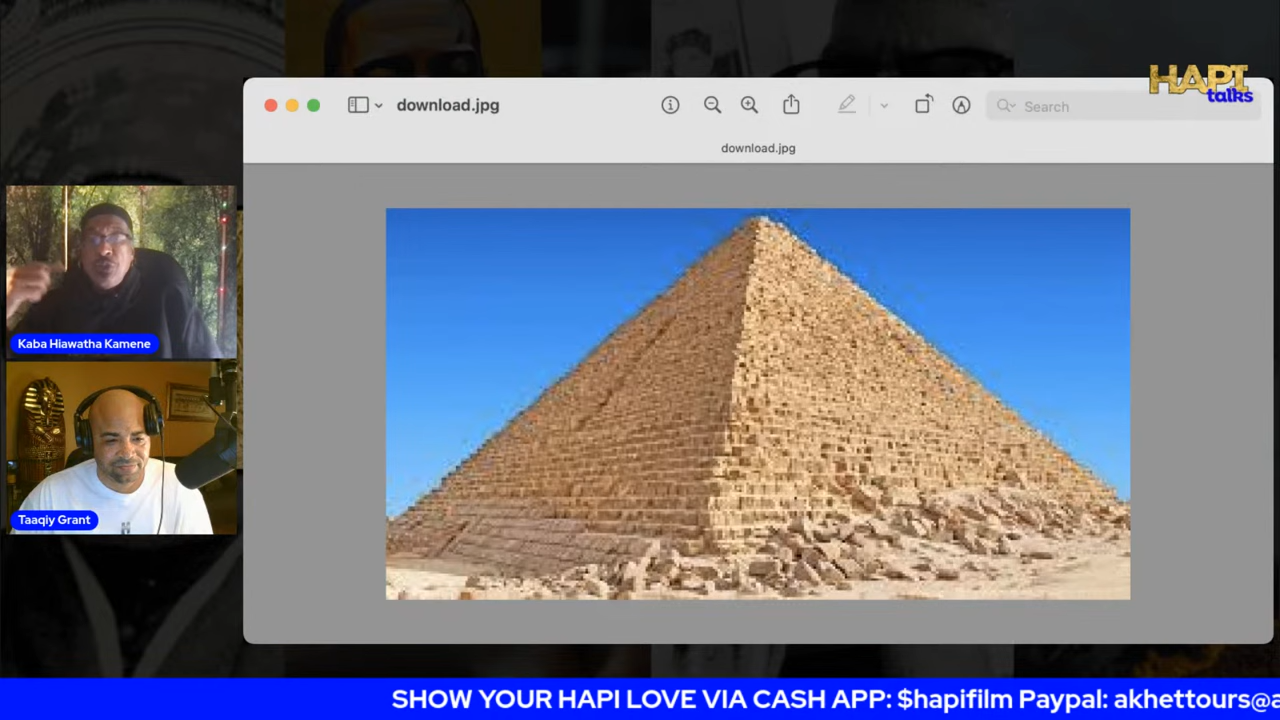 HAPI
talks
download.jpg
Search
download.jpg
Kaba Hiawatha Kamene
Taaqiy Grant
SHOW YOUR HAPI LOVE VIA CASH APP: $hapifilm Paypal: akhettours@a